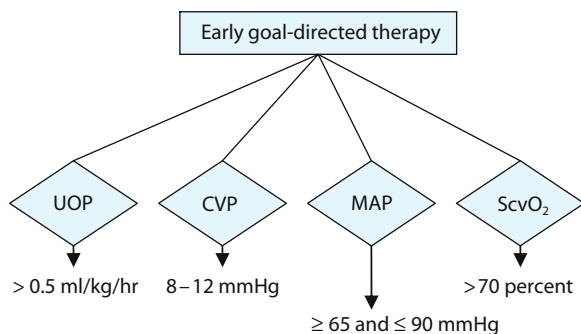 Early goal-directed therapy
UOP
CVP
MAP
ScvO₂
> 0.5 ml/kg/hr
8–12 mmHg
>70 percent
≥ 65 and ≤ 90 mmHg